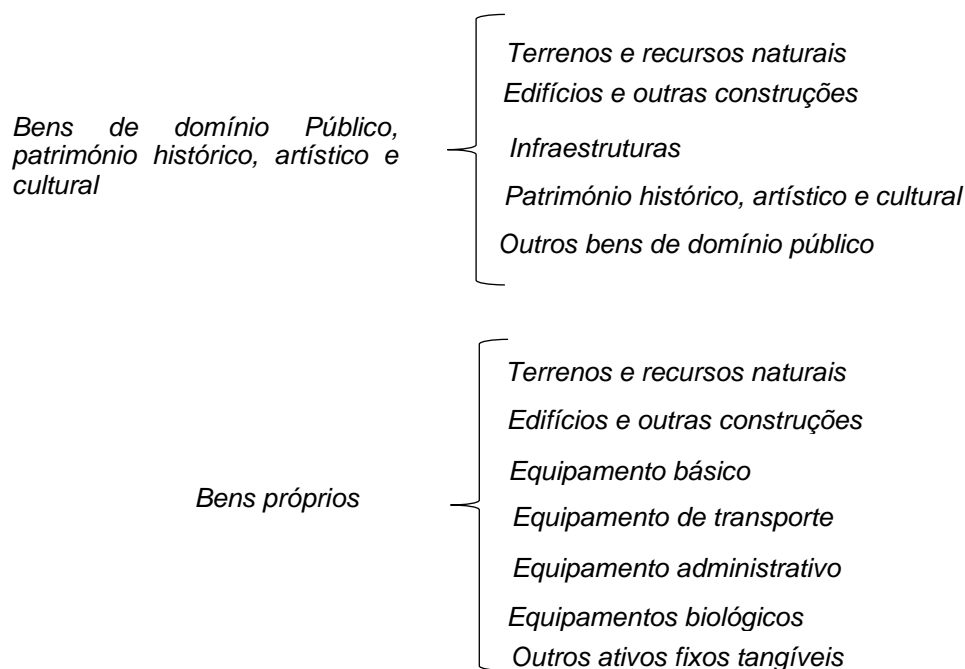 Bens de domínio Público,
património histórico, artístico e
cultural
Terrenos e recursos naturais
Edifícios e outras construções
Infraestruturas
Património histórico, artístico e cultural
Outros bens de domínio público
Bens próprios
Terrenos e recursos naturais
Edifícios e outras construções
Equipamento básico
Equipamento de transporte
Equipamento administrativo
Equipamentos biológicos
Outros ativos fixos tangíveis